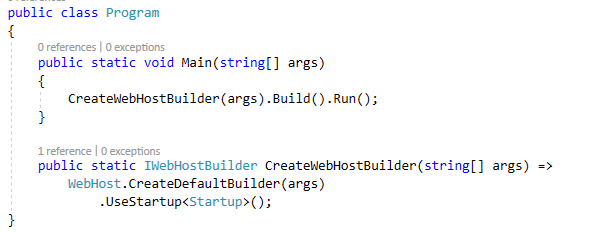 public class Program
{
0 references | 0 exceptions
public static void Main(string[] args)
{
CreateWebHostBuilder(args).Build().Run();
}
1 reference | 0 exceptions
public static IWebHostBuilder CreateWebHostBuilder(string[] args) =>
WebHost.CreateDefaultBuilder(args)
.UseStartup<Startup>();
}